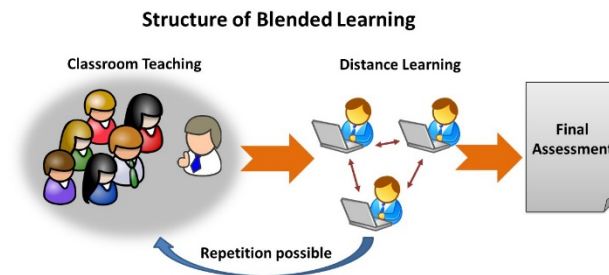 Structure of Blended Learning
Classroom Teaching
Distance Learning
Final
Assessment
Repetition possible